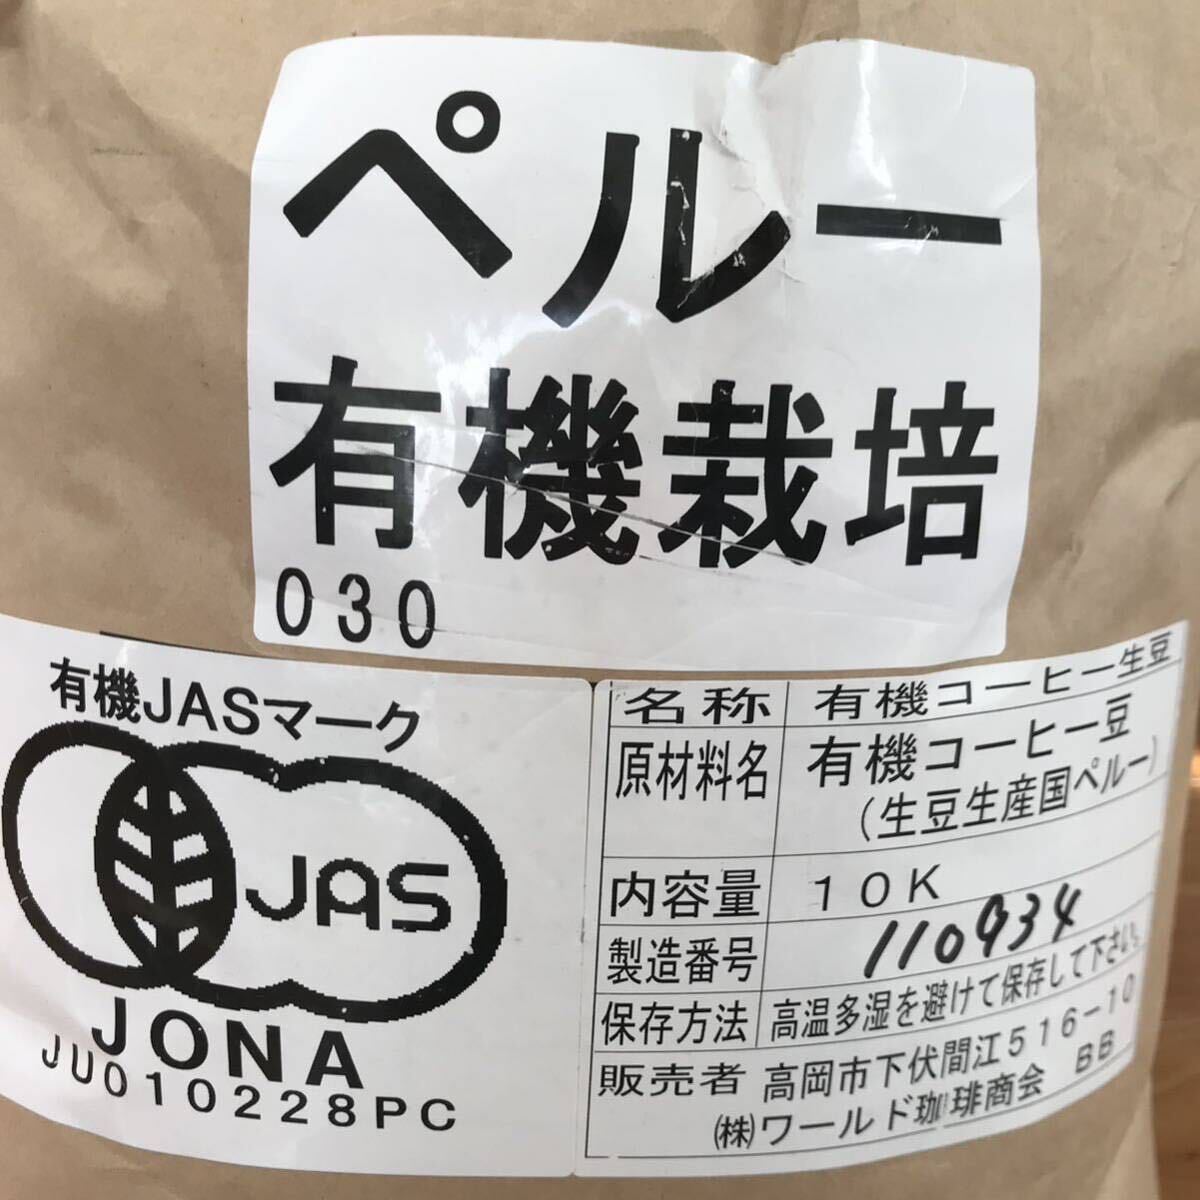 ペルー
有機栽培
030
有機JASマーク
JAS
JONA
JU010228PC
名称 有機コーヒー生豆
原材料名 有機コーヒー豆
(生豆生産国ペルー)
内容量 10K
製造番号 110934
保存方法 高温多湿を避けて保存して下さい。
販売者 高岡市下伏間江516-10
(株)ワールド珈琲商会 BB